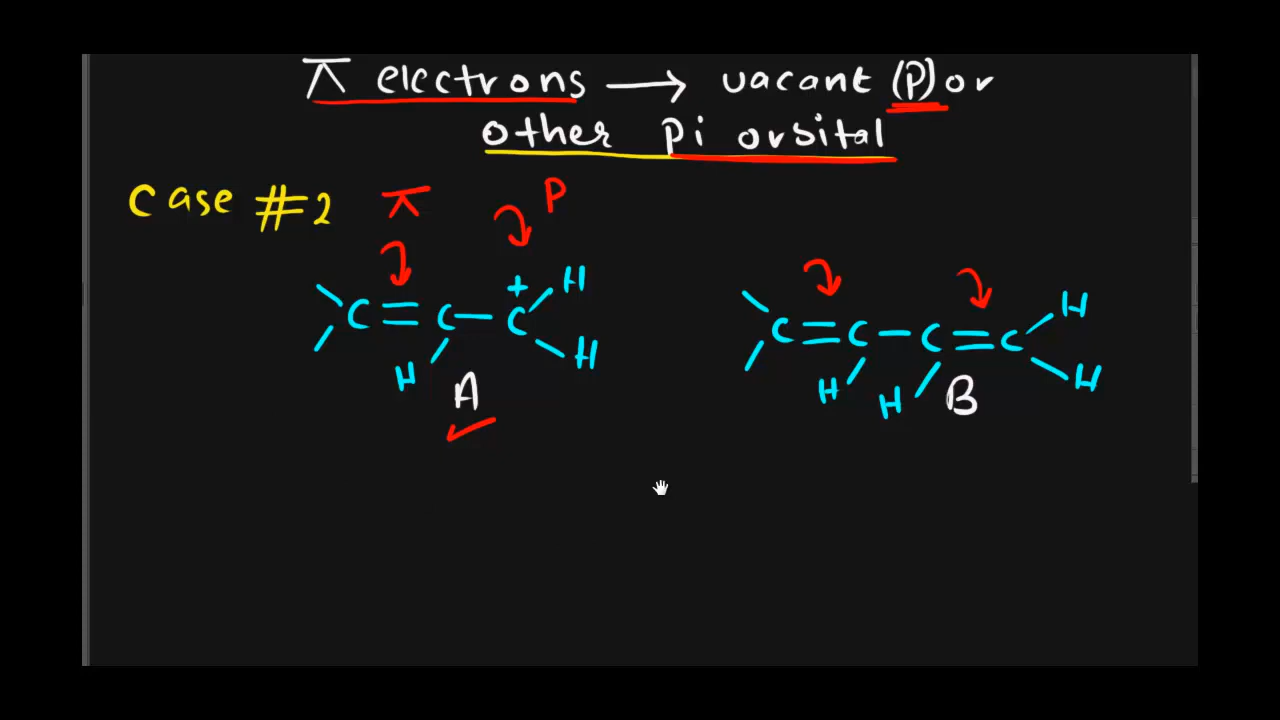 π electrons → vacant (P) or
other pi orbital
Case #2 π P
C = C - C + H H H
A
C = C - C = C H H H H
B